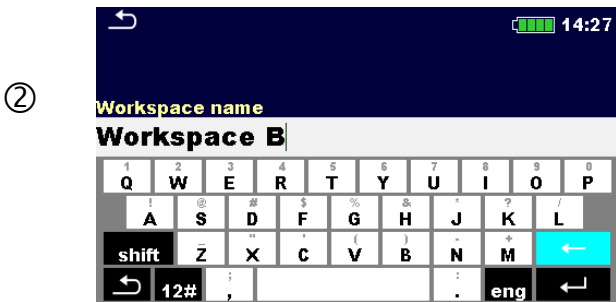 ②
14:27
Workspace name
Workspace B
1 2 3 4 5 6 7 8 9 0
Q W E R T Y U I O P
! @ # $ % & * ? /
A S D F G H J K L
shift _ " ' ( ) - + ←
Z X C V B N M
12# ; , : . eng